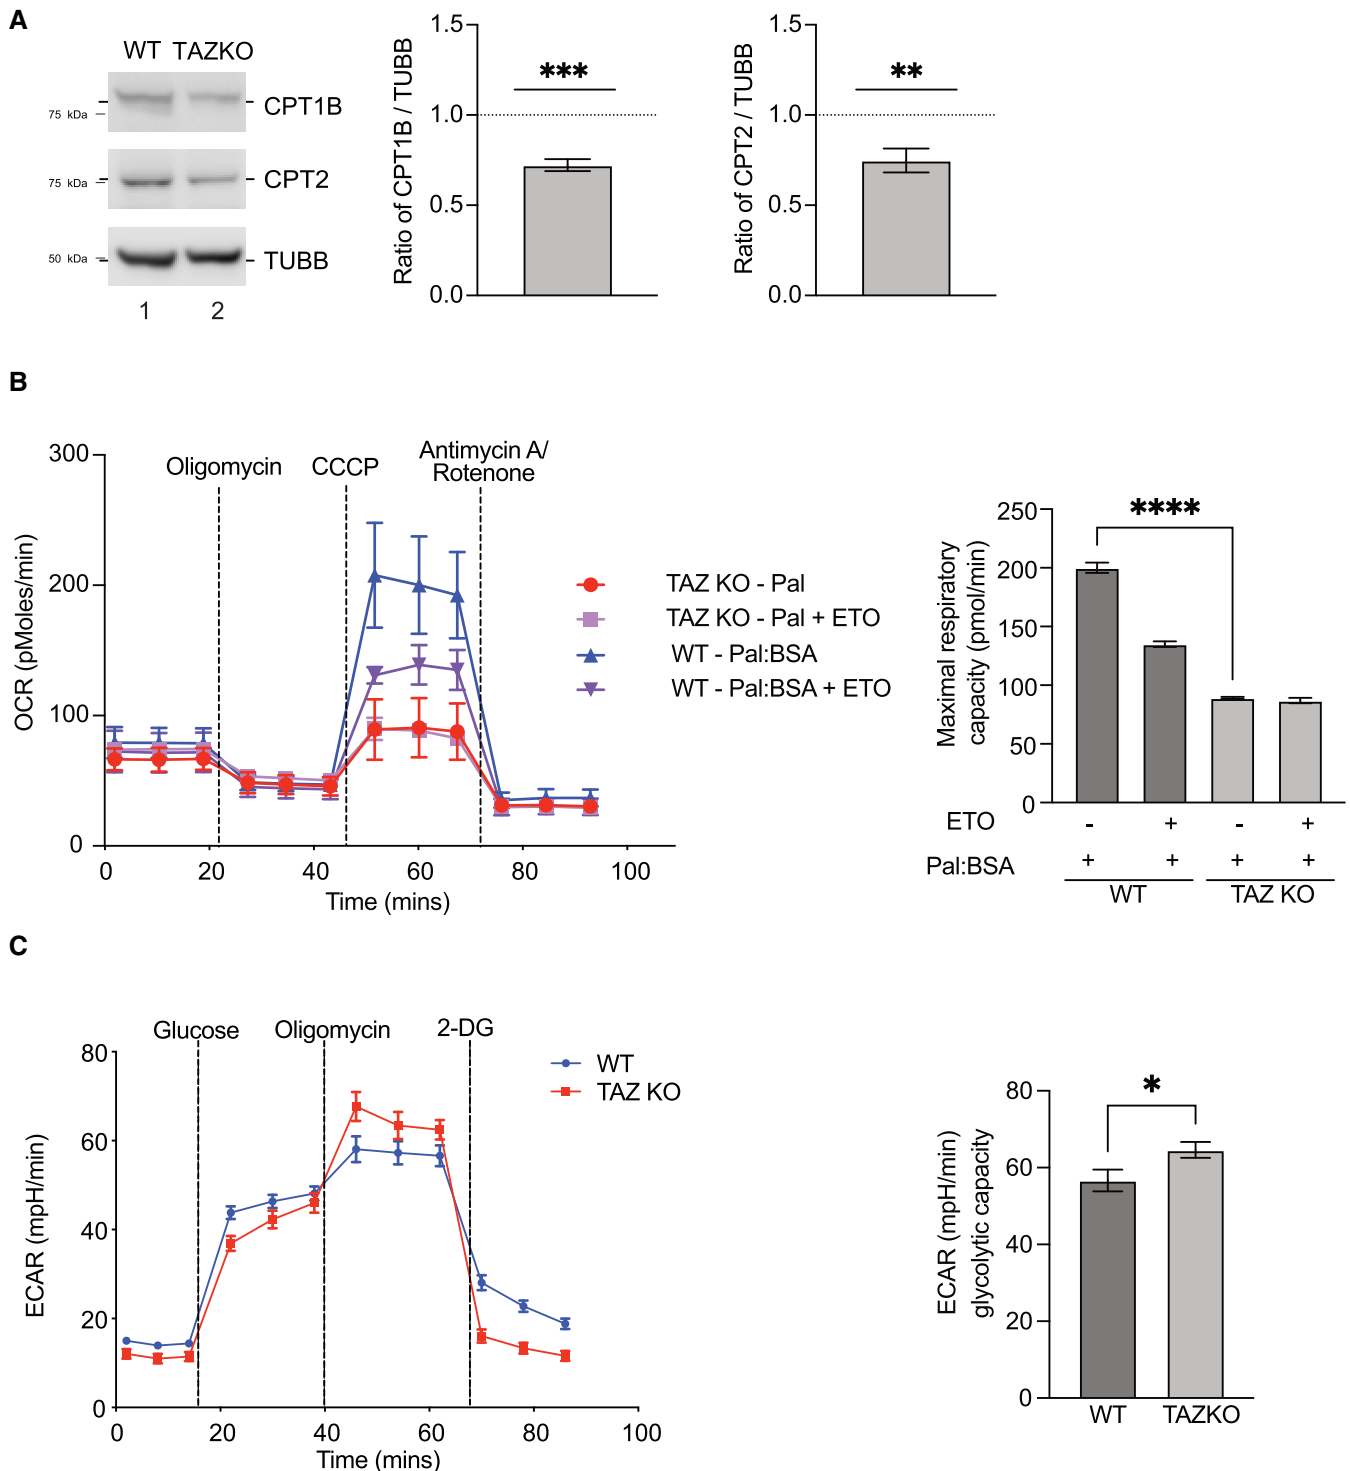 A
WT TAZKO
75 kDa
CPT1B
75 kDa
CPT2
50 kDa
TUBB
1 2
Ratio of CPT1B / TUBB
1.5
1.0
0.5
0.0
***
Ratio of CPT2 / TUBB
1.5
1.0
0.5
0.0
**
B
OCR (pMoles/min)
300
200
100
0
Oligomycin
CCCP
Antimycin A/
Rotenone
0 20 40 60 80 100
Time (mins)
TAZ KO - Pal
TAZ KO - Pal + ETO
WT - Pal:BSA
WT - Pal:BSA + ETO
Maximal respiratory
capacity (pmol/min)
250
200
150
100
50
0
****
ETO - + - +
Pal:BSA + + + +
WT TAZ KO
C
ECAR (mpH/min)
80
60
40
20
0
Glucose
Oligomycin
2-DG
0 20 40 60 80 100
Time (mins)
WT
TAZ KO
ECAR (mpH/min)
glycolytic capacity
80
60
40
20
0
*
WT TAZKO